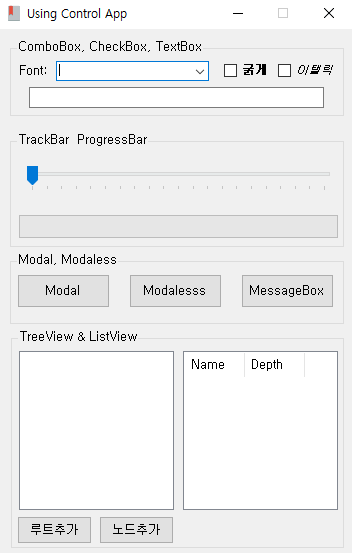 Using Control App
ComboBox, CheckBox, TextBox
Font:
굵게
이텔릭
TrackBar ProgressBar
Modal, Modaless
Modal
Modalesss
MessageBox
TreeView & ListView
Name Depth
루트추가
노드추가